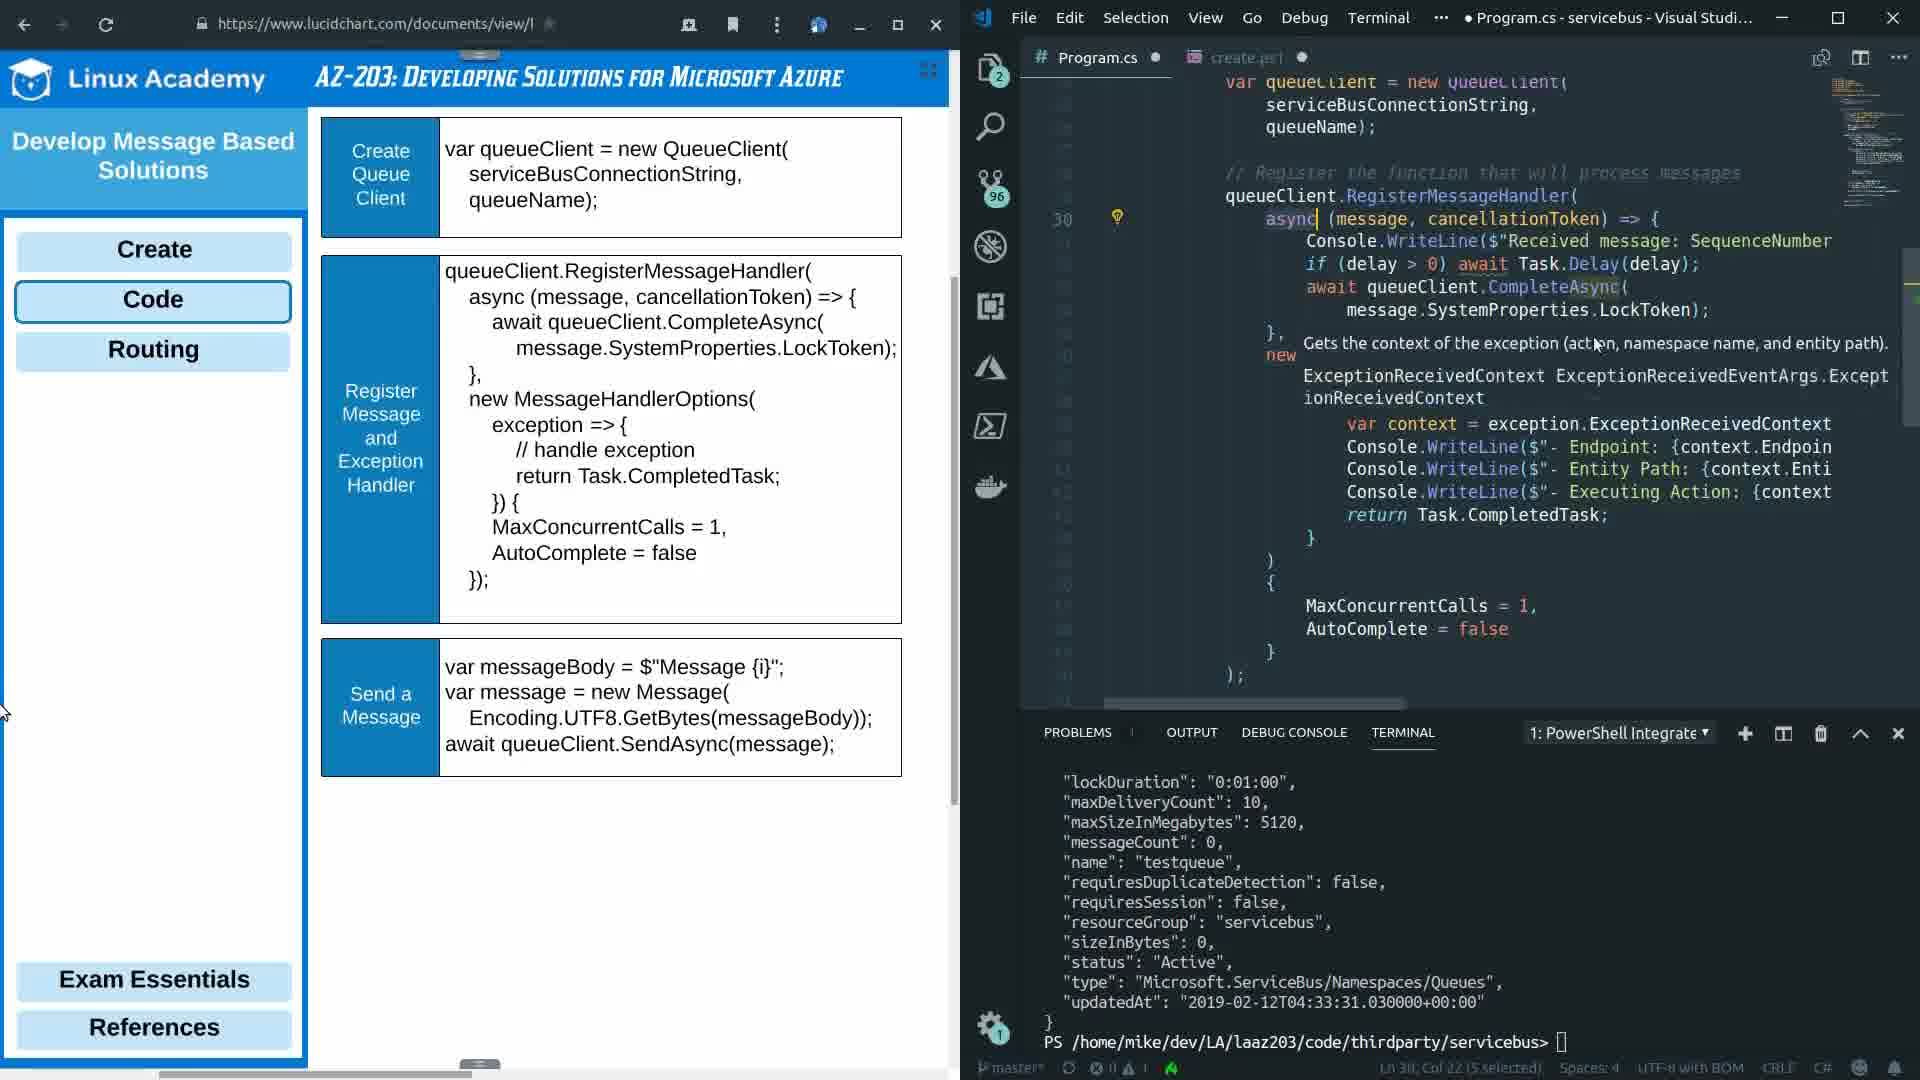 https://www.lucidchart.com/documents/view/l
Linux Academy
AZ-203: Developing Solutions for Microsoft Azure
Develop Message Based
Solutions
Create
Code
Routing
Exam Essentials
References
Create
Queue
Client
var queueClient = new QueueClient(
serviceBusConnectionString,
queueName);
Register
Message
and
Exception
Handler
queueClient.RegisterMessageHandler(
async (message, cancellationToken) => {
await queueClient.CompleteAsync(
message.SystemProperties.LockToken);
},
new MessageHandlerOptions(
exception => {
// handle exception
return Task.CompletedTask;
}) {
MaxConcurrentCalls = 1,
AutoComplete = false
});
Send a
Message
var messageBody = $"Message {i}";
var message = new Message(
Encoding.UTF8.GetBytes(messageBody));
await queueClient.SendAsync(message);
File Edit Selection View Go Debug Terminal ··· ● Program.cs - servicebus - Visual Studi...
# Program.cs ● create.ps1 ●
2
96
1
var queueClient = new QueueClient(
serviceBusConnectionString,
queueName);
// Register the function that will process messages
queueClient.RegisterMessageHandler(
30 async (message, cancellationToken) => {
Console.WriteLine($"Received message: SequenceNumber
if (delay > 0) await Task.Delay(delay);
await queueClient.CompleteAsync(
message.SystemProperties.LockToken);
},
new
Gets the context of the exception (action, namespace name, and entity path).
ExceptionReceivedContext ExceptionReceivedEventArgs.Except
ionReceivedContext
var context = exception.ExceptionReceivedContext
Console.WriteLine($"- Endpoint: {context.Endpoin
Console.WriteLine($"- Entity Path: {context.Enti
Console.WriteLine($"- Executing Action: {context
return Task.CompletedTask;
}
)
{
MaxConcurrentCalls = 1,
AutoComplete = false
}
);
PROBLEMS OUTPUT DEBUG CONSOLE TERMINAL 1: PowerShell Integrate
"lockDuration": "0:01:00",
"maxDeliveryCount": 10,
"maxSizeInMegabytes": 5120,
"messageCount": 0,
"name": "testqueue",
"requiresDuplicateDetection": false,
"requiresSession": false,
"resourceGroup": "servicebus",
"sizeInBytes": 0,
"status": "Active",
"type": "Microsoft.ServiceBus/Namespaces/Queues",
"updatedAt": "2019-02-12T04:33:31.030000+00:00"
}
PS /home/mike/dev/LA/laaz203/code/thirdparty/servicebus>
master* 0 1 Ln 30, Col 22 (5 selected) Spaces: 4 UTF-8 with BOM CRLF C#